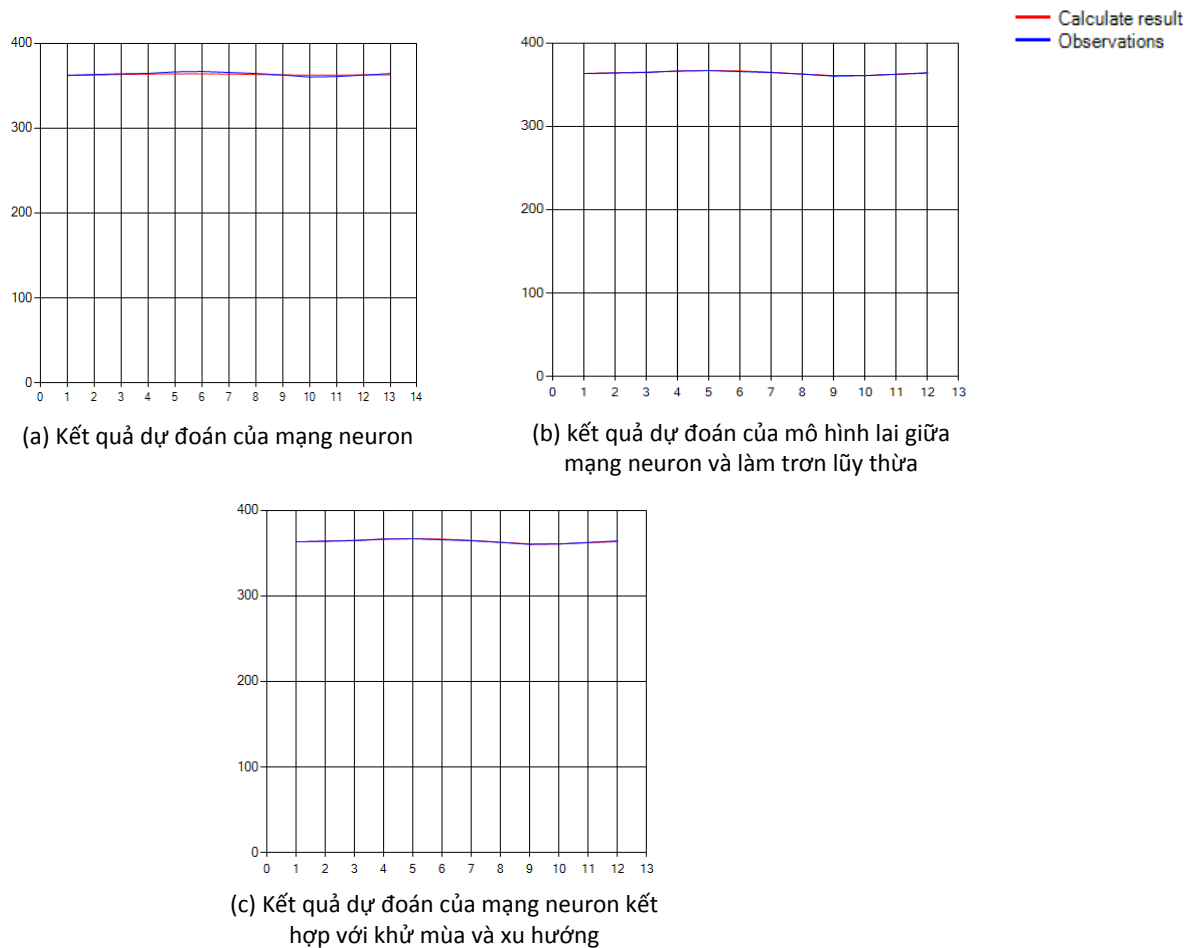 Calculate result
Observations
400
300
200
100
0
0 1 2 3 4 5 6 7 8 9 10 11 12 13 14
(a) Kết quả dự đoán của mạng neuron
400
300
200
100
0
0 1 2 3 4 5 6 7 8 9 10 11 12 13
(b) kết quả dự đoán của mô hình lai giữa
mạng neuron và làm trơn lũy thừa
400
300
200
100
0
0 1 2 3 4 5 6 7 8 9 10 11 12 13
(c) Kết quả dự đoán của mạng neuron kết
hợp với khử mùa và xu hướng